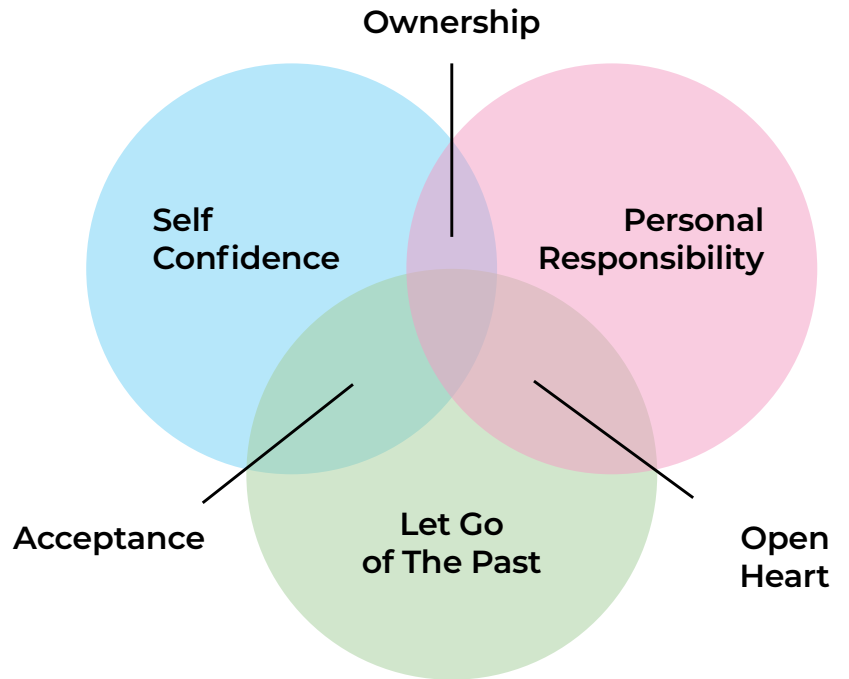 Ownership
Self
Confidence
Personal
Responsibility
Acceptance
Let Go
of The Past
Open
Heart